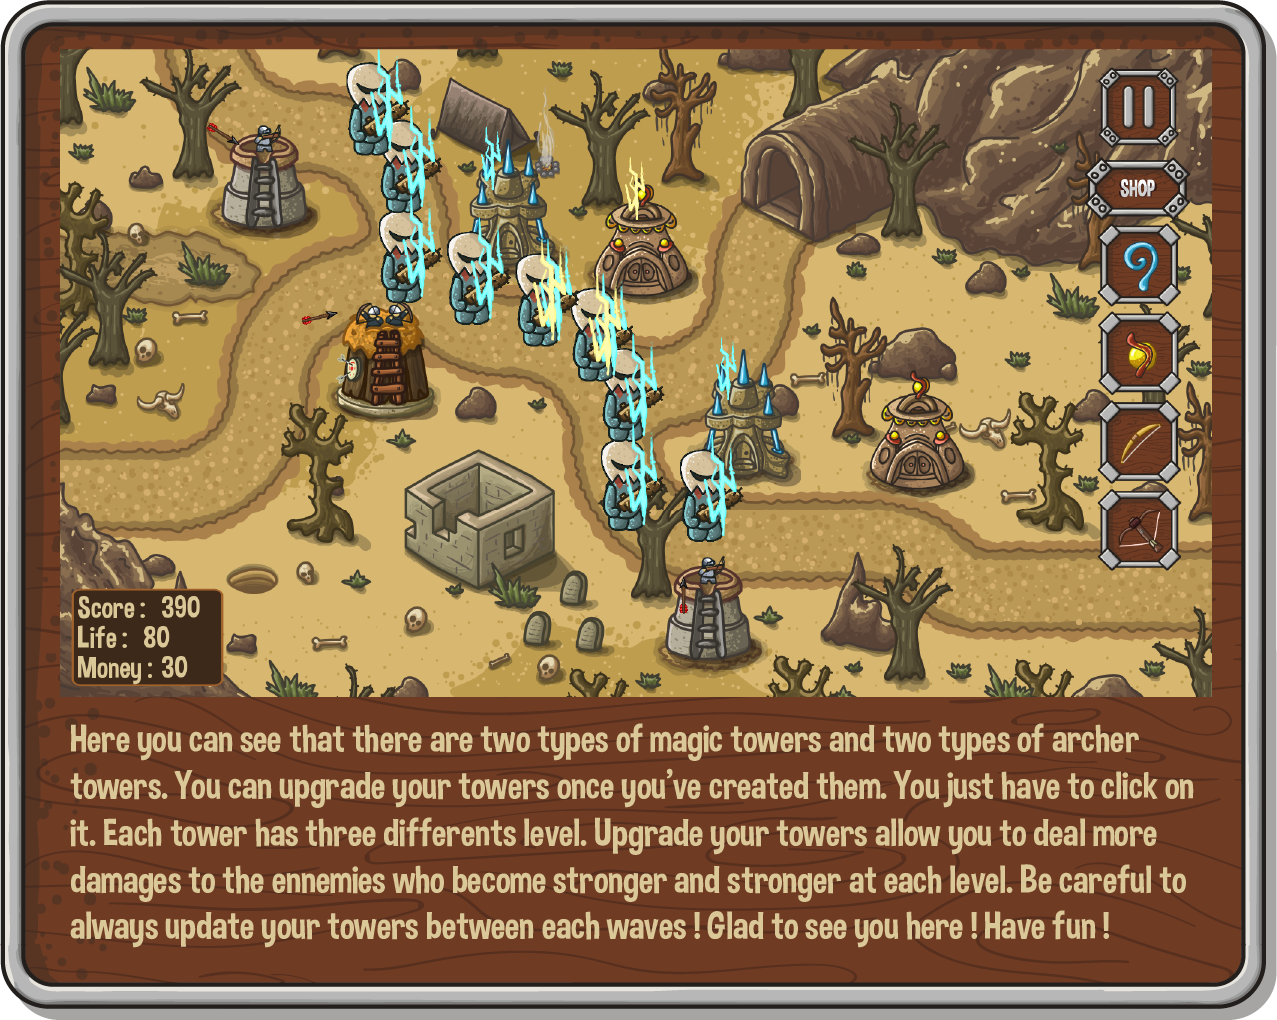 SHOP
Score : 390
Life : 80
Money : 30
Here you can see that there are two types of magic towers and two types of archer
towers. You can upgrade your towers once you've created them. You just have to click on
it. Each tower has three differents level. Upgrade your towers allow you to deal more
damages to the ennemies who become stronger and stronger at each level. Be careful to
always update your towers between each waves ! Glad to see you here ! Have fun !